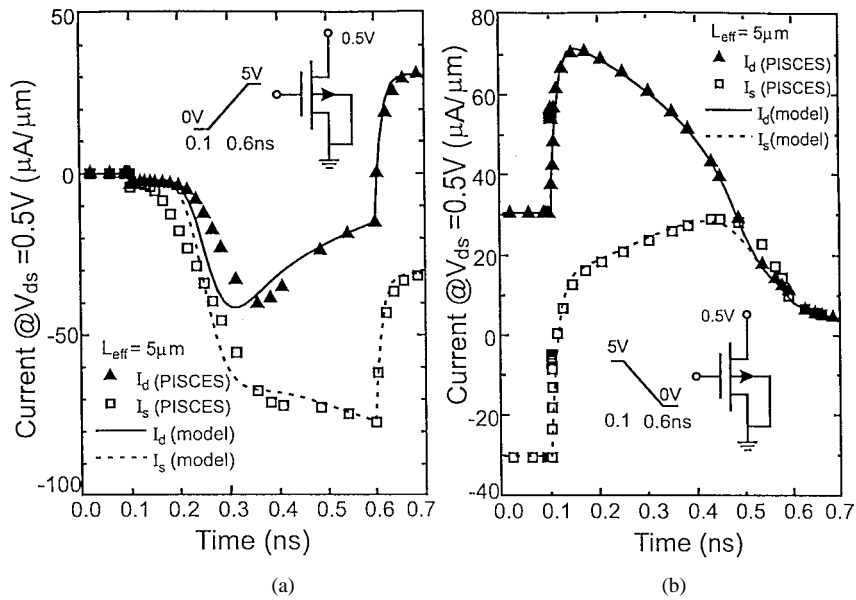 50
0
-50
-100
Current @V_ds =0.5V (μA/μm)
0.5V
5V
0V
0.1 0.6ns
L_eff = 5μm
I_d (PISCES)
I_s (PISCES)
I_d (model)
I_s (model)
0.0 0.1 0.2 0.3 0.4 0.5 0.6 0.7
Time (ns)
(a)
80
60
40
20
0
-20
-40
Current @V_ds =0.5V (μA/μm)
L_eff = 5μm
I_d (PISCES)
I_s (PISCES)
I_d(model)
I_s(model)
0.5V
5V
0V
0.1 0.6ns
0.0 0.1 0.2 0.3 0.4 0.5 0.6 0.7
Time (ns)
(b)